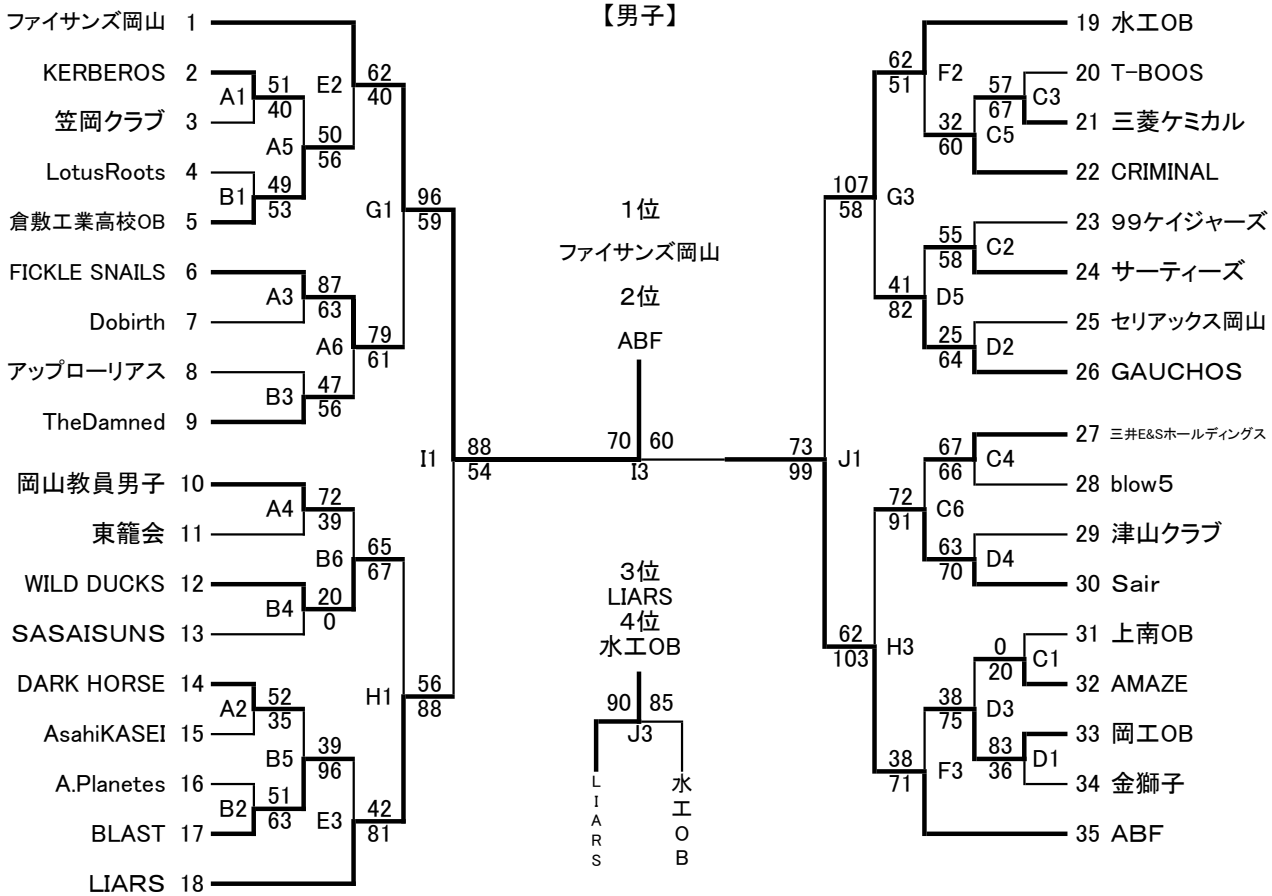 【男子】
ファイサンズ岡山 1
KERBEROS 2
笠岡クラブ 3
LotusRoots 4
倉敷工業高校OB 5
FICKLE SNAILS 6
Dobirth 7
アップローリアス 8
TheDamned 9
岡山教員男子 10
東籠会 11
WILD DUCKS 12
SASAISUNS 13
DARK HORSE 14
AsahiKASEI 15
A.Planetes 16
BLAST 17
LIARS 18
A1
51
40
B1
49
53
A5
50
56
E2
62
40
A3
87
63
B3
47
56
A6
79
61
G1
96
59
A4
72
39
B4
20
0
B6
65
67
A2
52
35
B2
51
63
B5
39
96
E3
42
81
H1
56
88
I1
88
54
1位
ファイサンズ岡山
2位
ABF
70 60
I3
3位
LIARS
4位
水工OB
90 85
J3
LIARS
水工OB
73
99
J1
107
58
G3
62
51
F2
32
60
C5
57
67
C3
41
82
D5
55
58
C2
25
64
D2
62
103
H3
72
91
C6
67
66
C4
63
70
D4
38
71
F3
38
75
D3
0
20
C1
83
36
D1
19 水工OB
20 T-BOOS
21 三菱ケミカル
22 CRIMINAL
23 99ケイジャーズ
24 サーティーズ
25 セリアックス岡山
26 GAUCHOS
27 三井E&Sホールディングス
28 blow5
29 津山クラブ
30 Sair
31 上南OB
32 AMAZE
33 岡工OB
34 金獅子
35 ABF